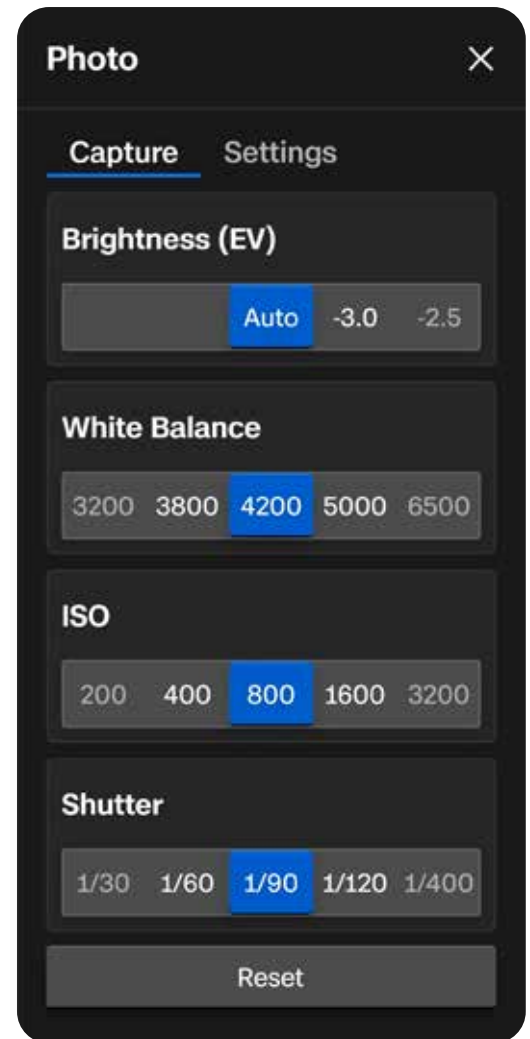 Photo
Capture Settings
Brightness (EV)
Auto -3.0 -2.5
White Balance
3200 3800 4200 5000 6500
ISO
200 400 800 1600 3200
Shutter
1/30 1/60 1/90 1/120 1/400
Reset